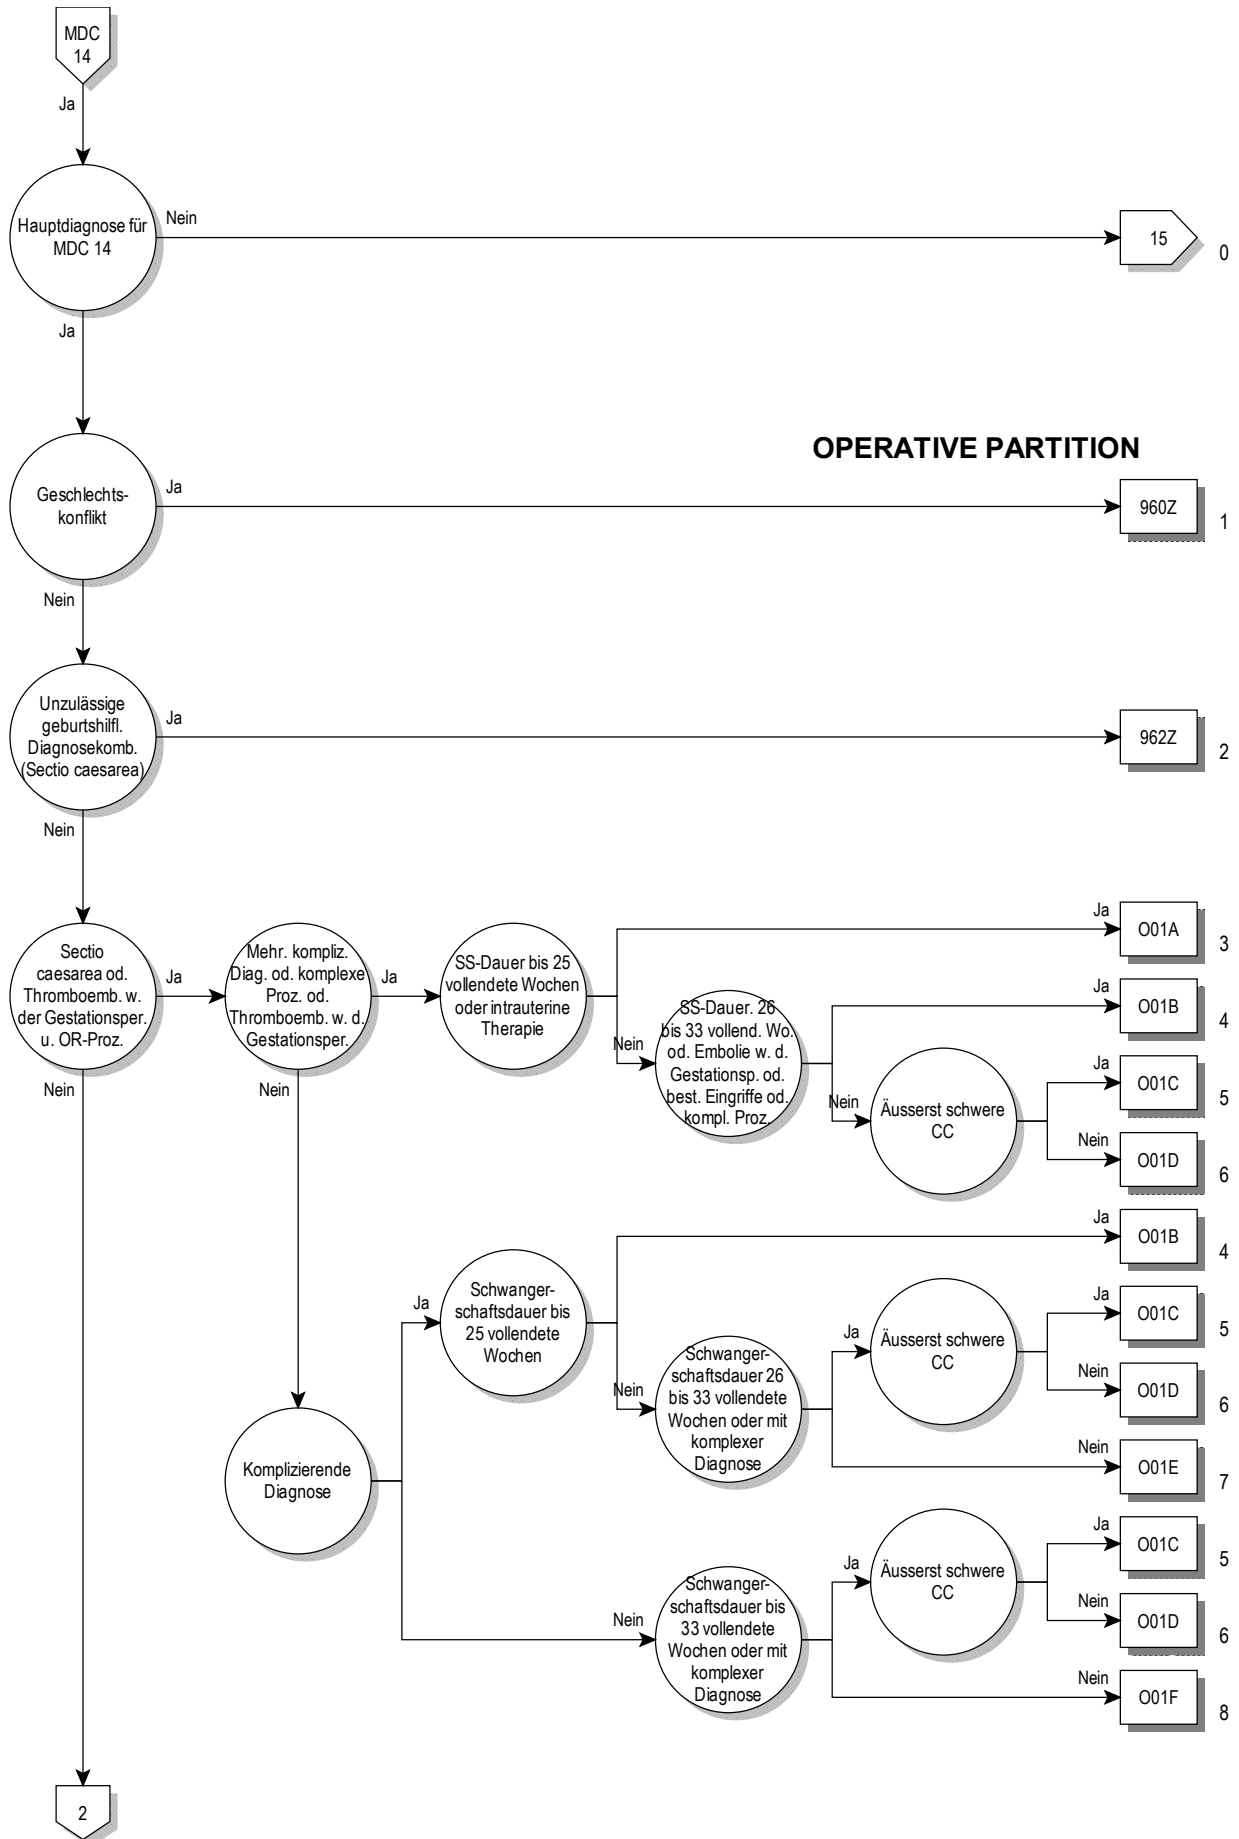 MDC
14
Ja
Hauptdiagnose für
MDC 14
Nein
15
0
Ja
OPERATIVE PARTITION
Geschlechts-
konflikt
Ja
960Z
1
Nein
Unzulässige
geburtshilfl.
Diagnosekomb.
(Sectio caesarea)
Ja
962Z
2
Nein
Sectio
caesarea od.
Thromboemb. w.
der Gestationsper.
u. OR-Proz.
Ja
Nein
Mehr. kompliz.
Diag. od. komplexe
Proz. od.
Thromboemb. w. d.
Gestationsper.
Ja
Nein
SS-Dauer bis 25
vollendete Wochen
oder intrauterine
Therapie
Ja
O01A
3
Nein
SS-Dauer. 26
bis 33 vollend. Wo.
od. Embolie w. d.
Gestationsp. od.
best. Eingriffe od.
kompl. Proz.
Ja
O01B
4
Nein
Äusserst schwere
CC
Ja
O01C
5
Nein
O01D
6
Komplizierende
Diagnose
Ja
Schwanger-
schaftsdauer bis
25 vollendete
Wochen
Ja
O01B
4
Nein
Schwanger-
schaftsdauer 26
bis 33 vollendete
Wochen oder mit
komplexer
Diagnose
Ja
Äusserst schwere
CC
Ja
O01C
5
Nein
O01D
6
Nein
O01E
7
Nein
Schwanger-
schaftsdauer bis
33 vollendete
Wochen oder mit
komplexer
Diagnose
Ja
Äusserst schwere
CC
Ja
O01C
5
Nein
O01D
6
Nein
O01F
8
2